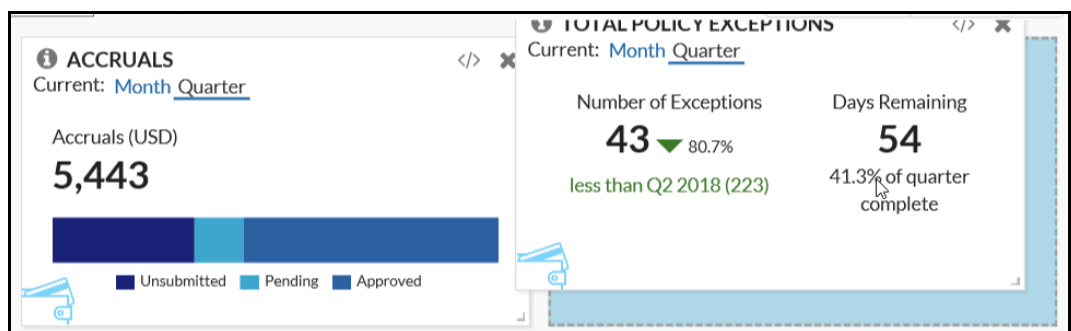 ACCRUALS
Current: Month Quarter
Accruals (USD)
5,443
Unsubmitted Pending Approved
TOTAL POLICY EXCEPTIONS
Current: Month Quarter
Number of Exceptions
43 80.7%
less than Q2 2018 (223)
Days Remaining
54
41.3% of quarter
complete